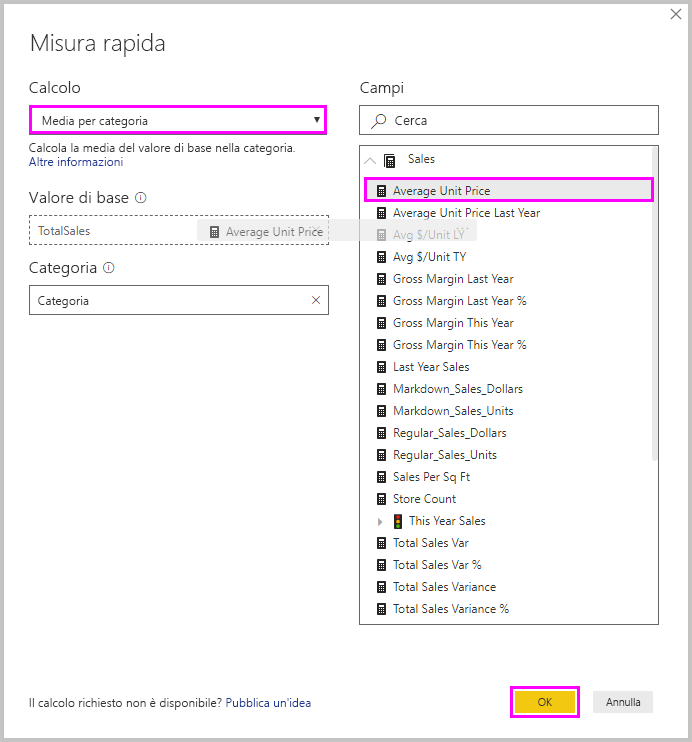 Misura rapida
Calcolo
Media per categoria
Calcola la media del valore di base nella categoria.
Altre informazioni
Valore di base
TotalSales
Average Unit Price
Categoria
Categoria
Campi
Cerca
Sales
Average Unit Price
Average Unit Price Last Year
Avg $/Unit LY
Avg $/Unit TY
Gross Margin Last Year
Gross Margin Last Year %
Gross Margin This Year
Gross Margin This Year %
Last Year Sales
Markdown_Sales_Dollars
Markdown_Sales_Units
Regular_Sales_Dollars
Regular_Sales_Units
Sales Per Sq Ft
Store Count
This Year Sales
Total Sales Var
Total Sales Var %
Total Sales Variance
Total Sales Variance %
Il calcolo richiesto non è disponibile? Pubblica un'idea
OK
Annulla